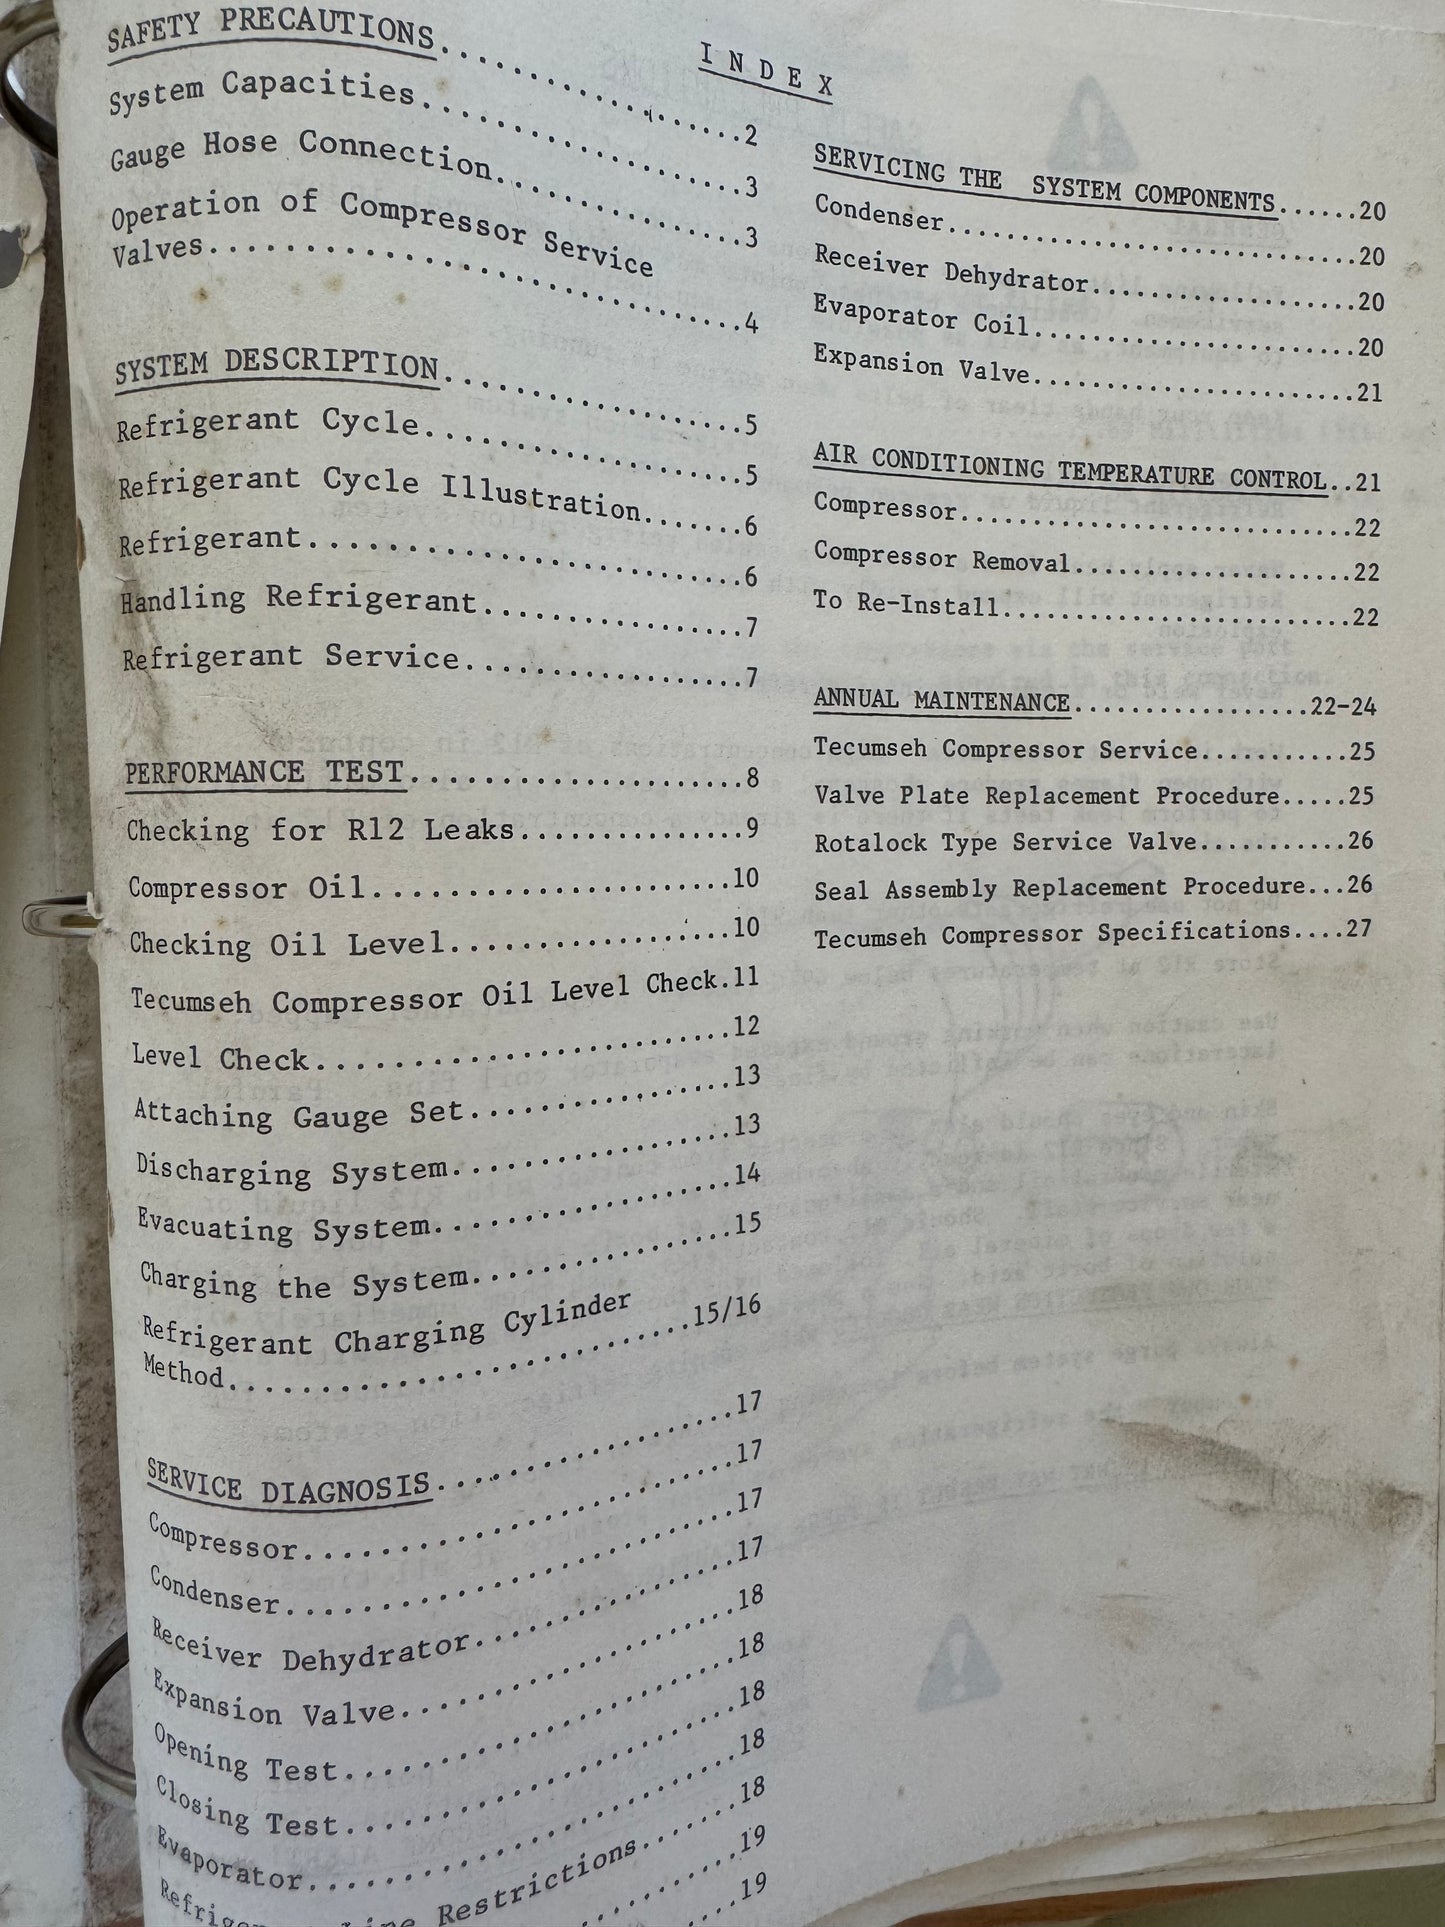 I N D E X
SAFETY PRECAUTIONS....................2
System Capacities.....................3
Gauge Hose Connection.................3
Operation of Compressor Service
Valves................................4
SYSTEM DESCRIPTION..................5
Refrigerant Cycle...................5
Refrigerant Cycle Illustration.......6
Refrigerant..........................6
Handling Refrigerant................7
Refrigerant Service.................7
PERFORMANCE TEST....................8
Checking for R12 Leaks..............9
Compressor Oil......................10
Checking Oil Level..................10
Tecumseh Compressor Oil Level Check.11
Level Check.........................12
Attaching Gauge Set.................13
Discharging System..................13
Evacuating System...................14
Charging the System.................15
Refrigerant Charging Cylinder
Method...........................15/16
SERVICE DIAGNOSIS...................17
Compressor..........................17
Condenser...........................17
Receiver Dehydrator.................17
Expansion Valve.....................18
Opening Test........................18
Closing Test........................18
Evaporator..........................18
Line Restrictions.......18
19
19
SERVICING THE SYSTEM COMPONENTS......20
Condenser............................20
Receiver Dehydrator..................20
Evaporator Coil......................20
Expansion Valve......................21
AIR CONDITIONING TEMPERATURE CONTROL..21
Compressor...........................22
Compressor Removal...................22
To Re-Install........................22
ANNUAL MAINTENANCE.................22-24
Tecumseh Compressor Service..........25
Valve Plate Replacement Procedure.....25
Rotalock Type Service Valve..........26
Seal Assembly Replacement Procedure...26
Tecumseh Compressor Specifications....27